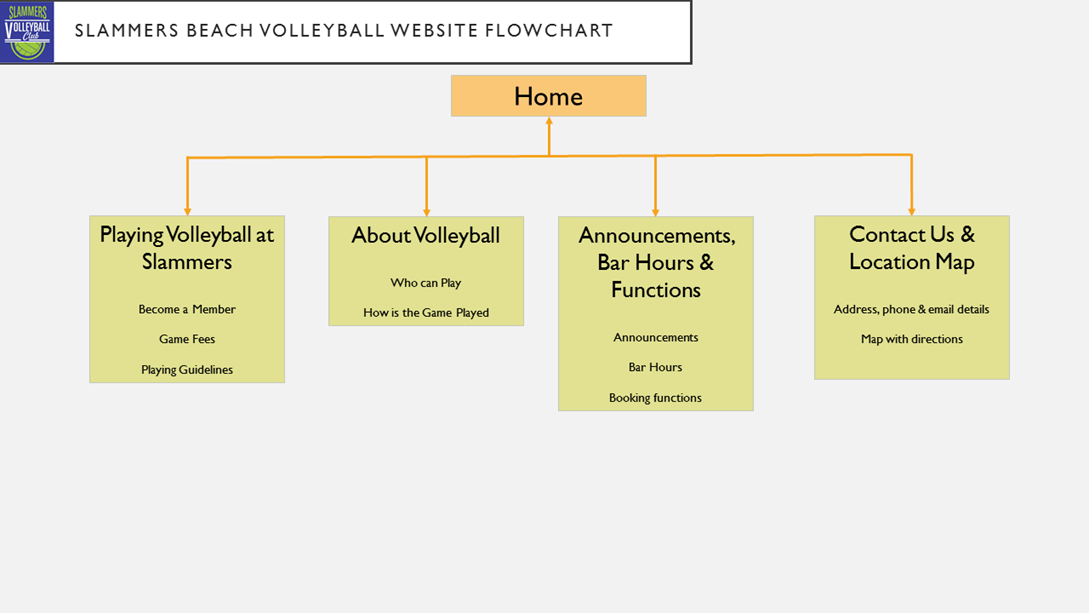 SLAMMERS
VOLLEYBALL
Club
SLAMMERS BEACH VOLLEYBALL WEBSITE FLOWCHART
Home
Playing Volleyball at
Slammers
Become a Member
Game Fees
Playing Guidelines
About Volleyball
Who can Play
How is the Game Played
Announcements,
Bar Hours &
Functions
Announcements
Bar Hours
Booking functions
Contact Us &
Location Map
Address, phone & email details
Map with directions